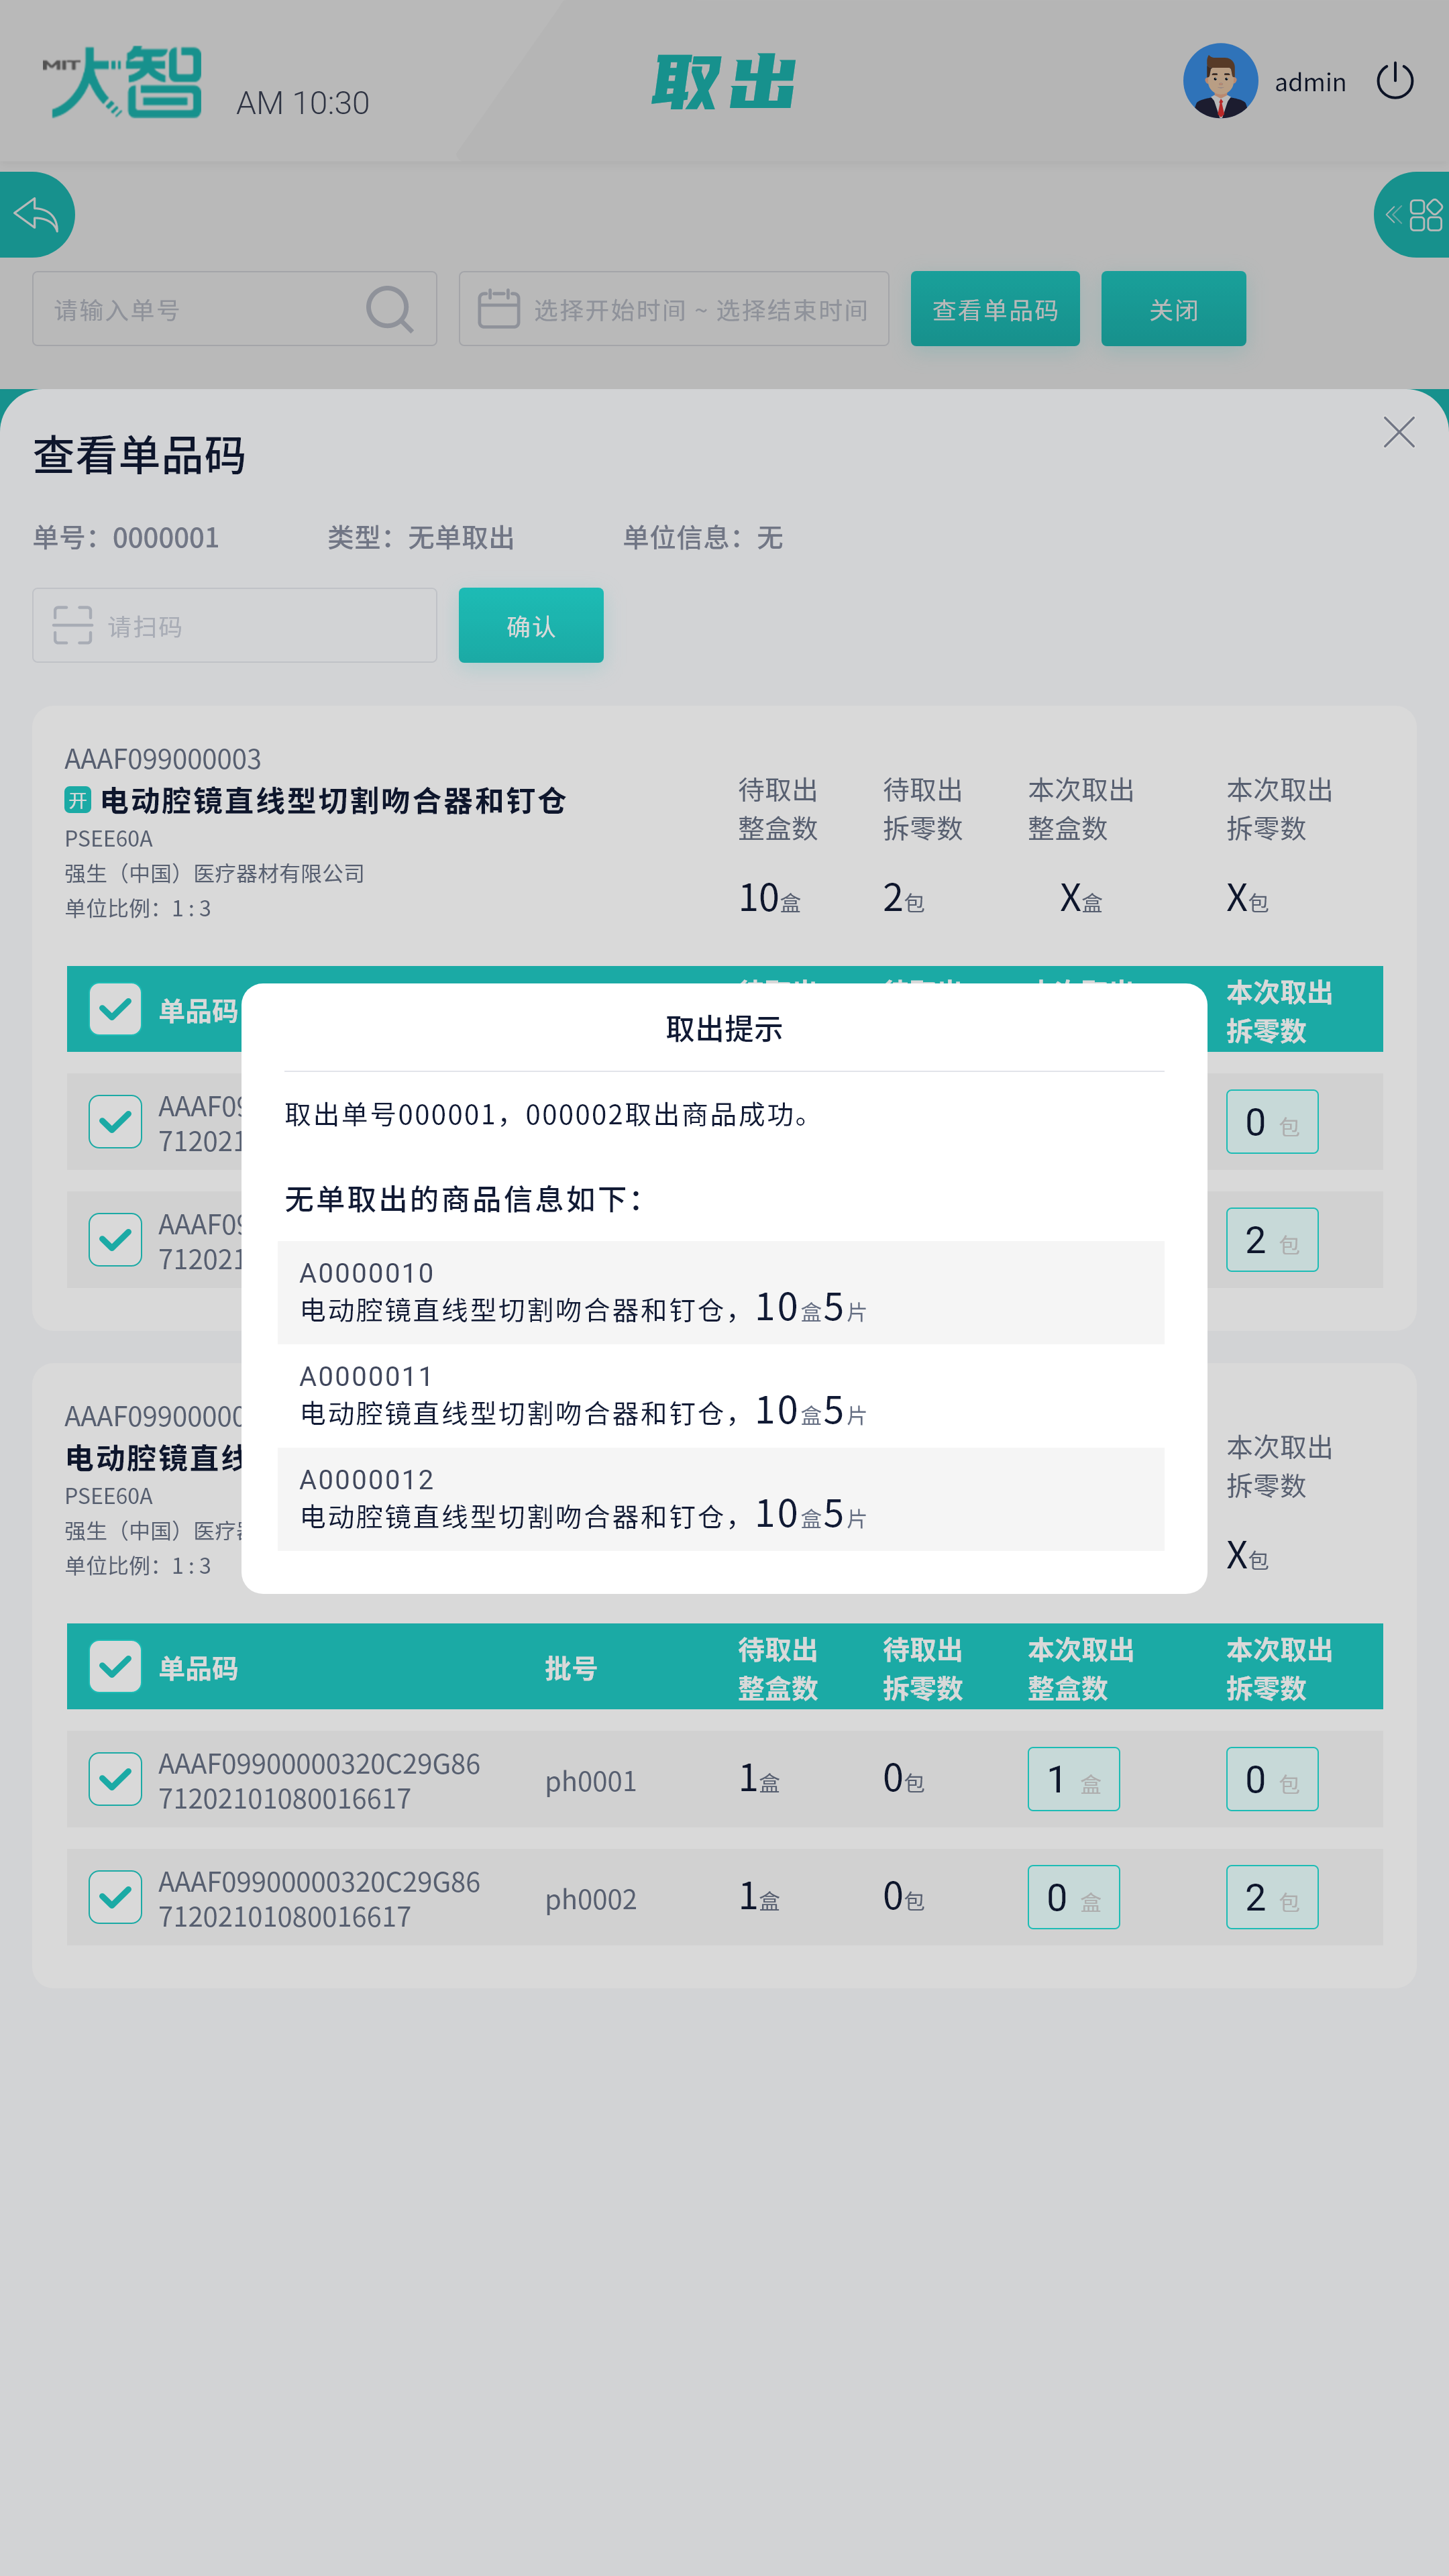 MIT大智
AM 10:30
取出
admin
请输入单号
选择开始时间 ~ 选择结束时间
查看单品码
关闭
查看单品码
单号：0000001 类型：无单取出 单位信息：无
请扫码
确认
AAAF099000003
开 电动腔镜直线型切割吻合器和钉仓
PSEE60A
强生（中国）医疗器材有限公司
单位比例：1 : 3
待取出 待取出 本次取出 本次取出
整盒数 拆零数 整盒数 拆零数
10盒 2包 X盒 X包
单品码
本次取出
拆零数
AAAF09
712021
0 包
AAAF09
712021
2 包
取出提示
取出单号000001，000002取出商品成功。
无单取出的商品信息如下：
A0000010
电动腔镜直线型切割吻合器和钉仓，10盒5片
A0000011
电动腔镜直线型切割吻合器和钉仓，10盒5片
A0000012
电动腔镜直线型切割吻合器和钉仓，10盒5片
AAAF09900000
电动腔镜直线
PSEE60A
强生（中国）医疗
单位比例：1 : 3
本次取出
拆零数
X包
单品码 批号
待取出 待取出 本次取出 本次取出
整盒数 拆零数 整盒数 拆零数
AAAF09900000320C29G86
71202101080016617
ph0001 1盒 0包 1 盒 0 包
AAAF09900000320C29G86
71202101080016617
ph0002 1盒 0包 0 盒 2 包